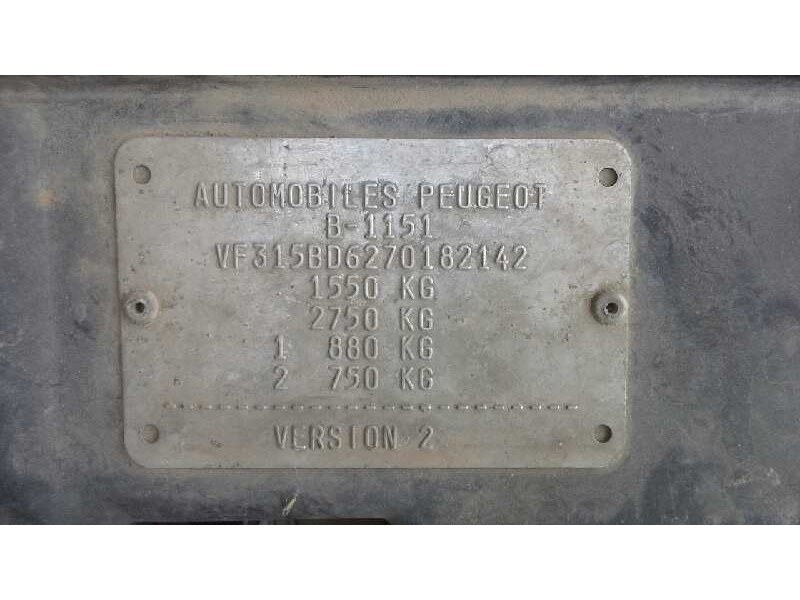 AUTOMOBILES PEUGEOT
B-1151
VF315BD6270182142
1550 KG
2750 KG
1 880 KG
2 750 KG
VERSION 2